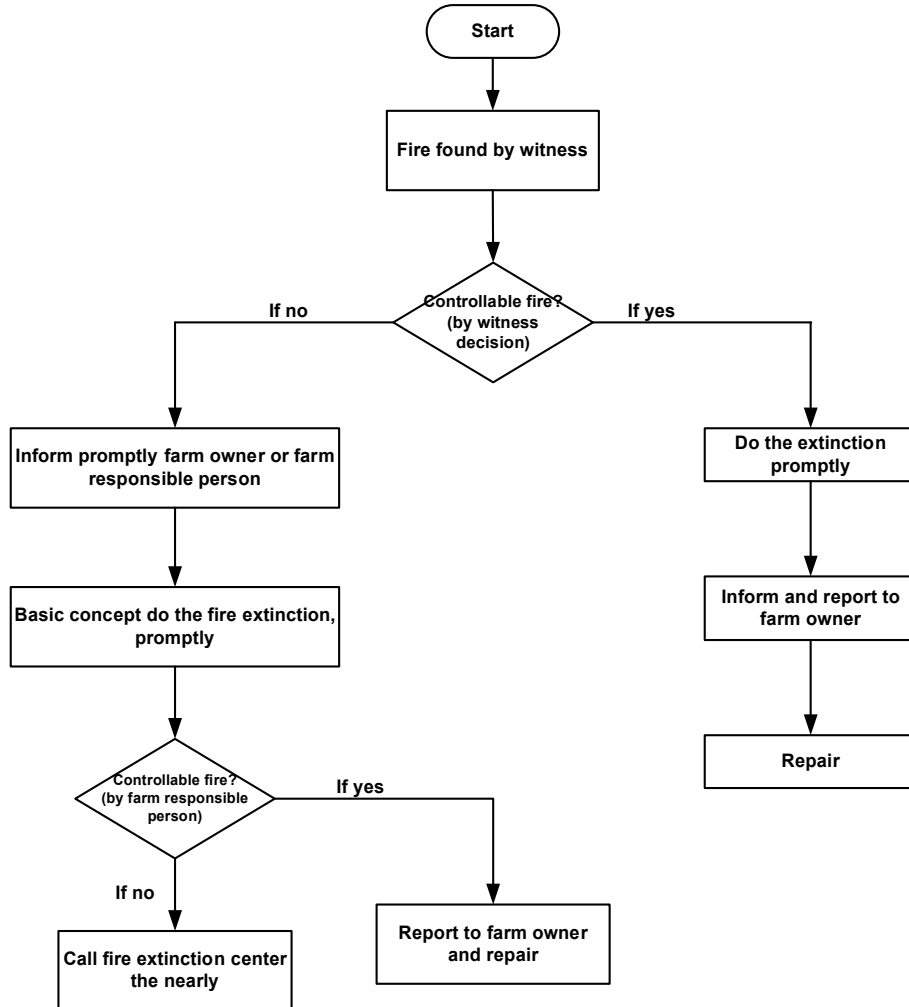 Start
Fire found by witness
Controllable fire?
(by witness
decision)
If no
If yes
Inform promptly farm owner or farm
responsible person
Do the extinction
promptly
Basic concept do the fire extinction,
promptly
Inform and report to
farm owner
Repair
Controllable fire?
(by farm responsible
person)
If yes
If no
Call fire extinction center
the nearly
Report to farm owner
and repair